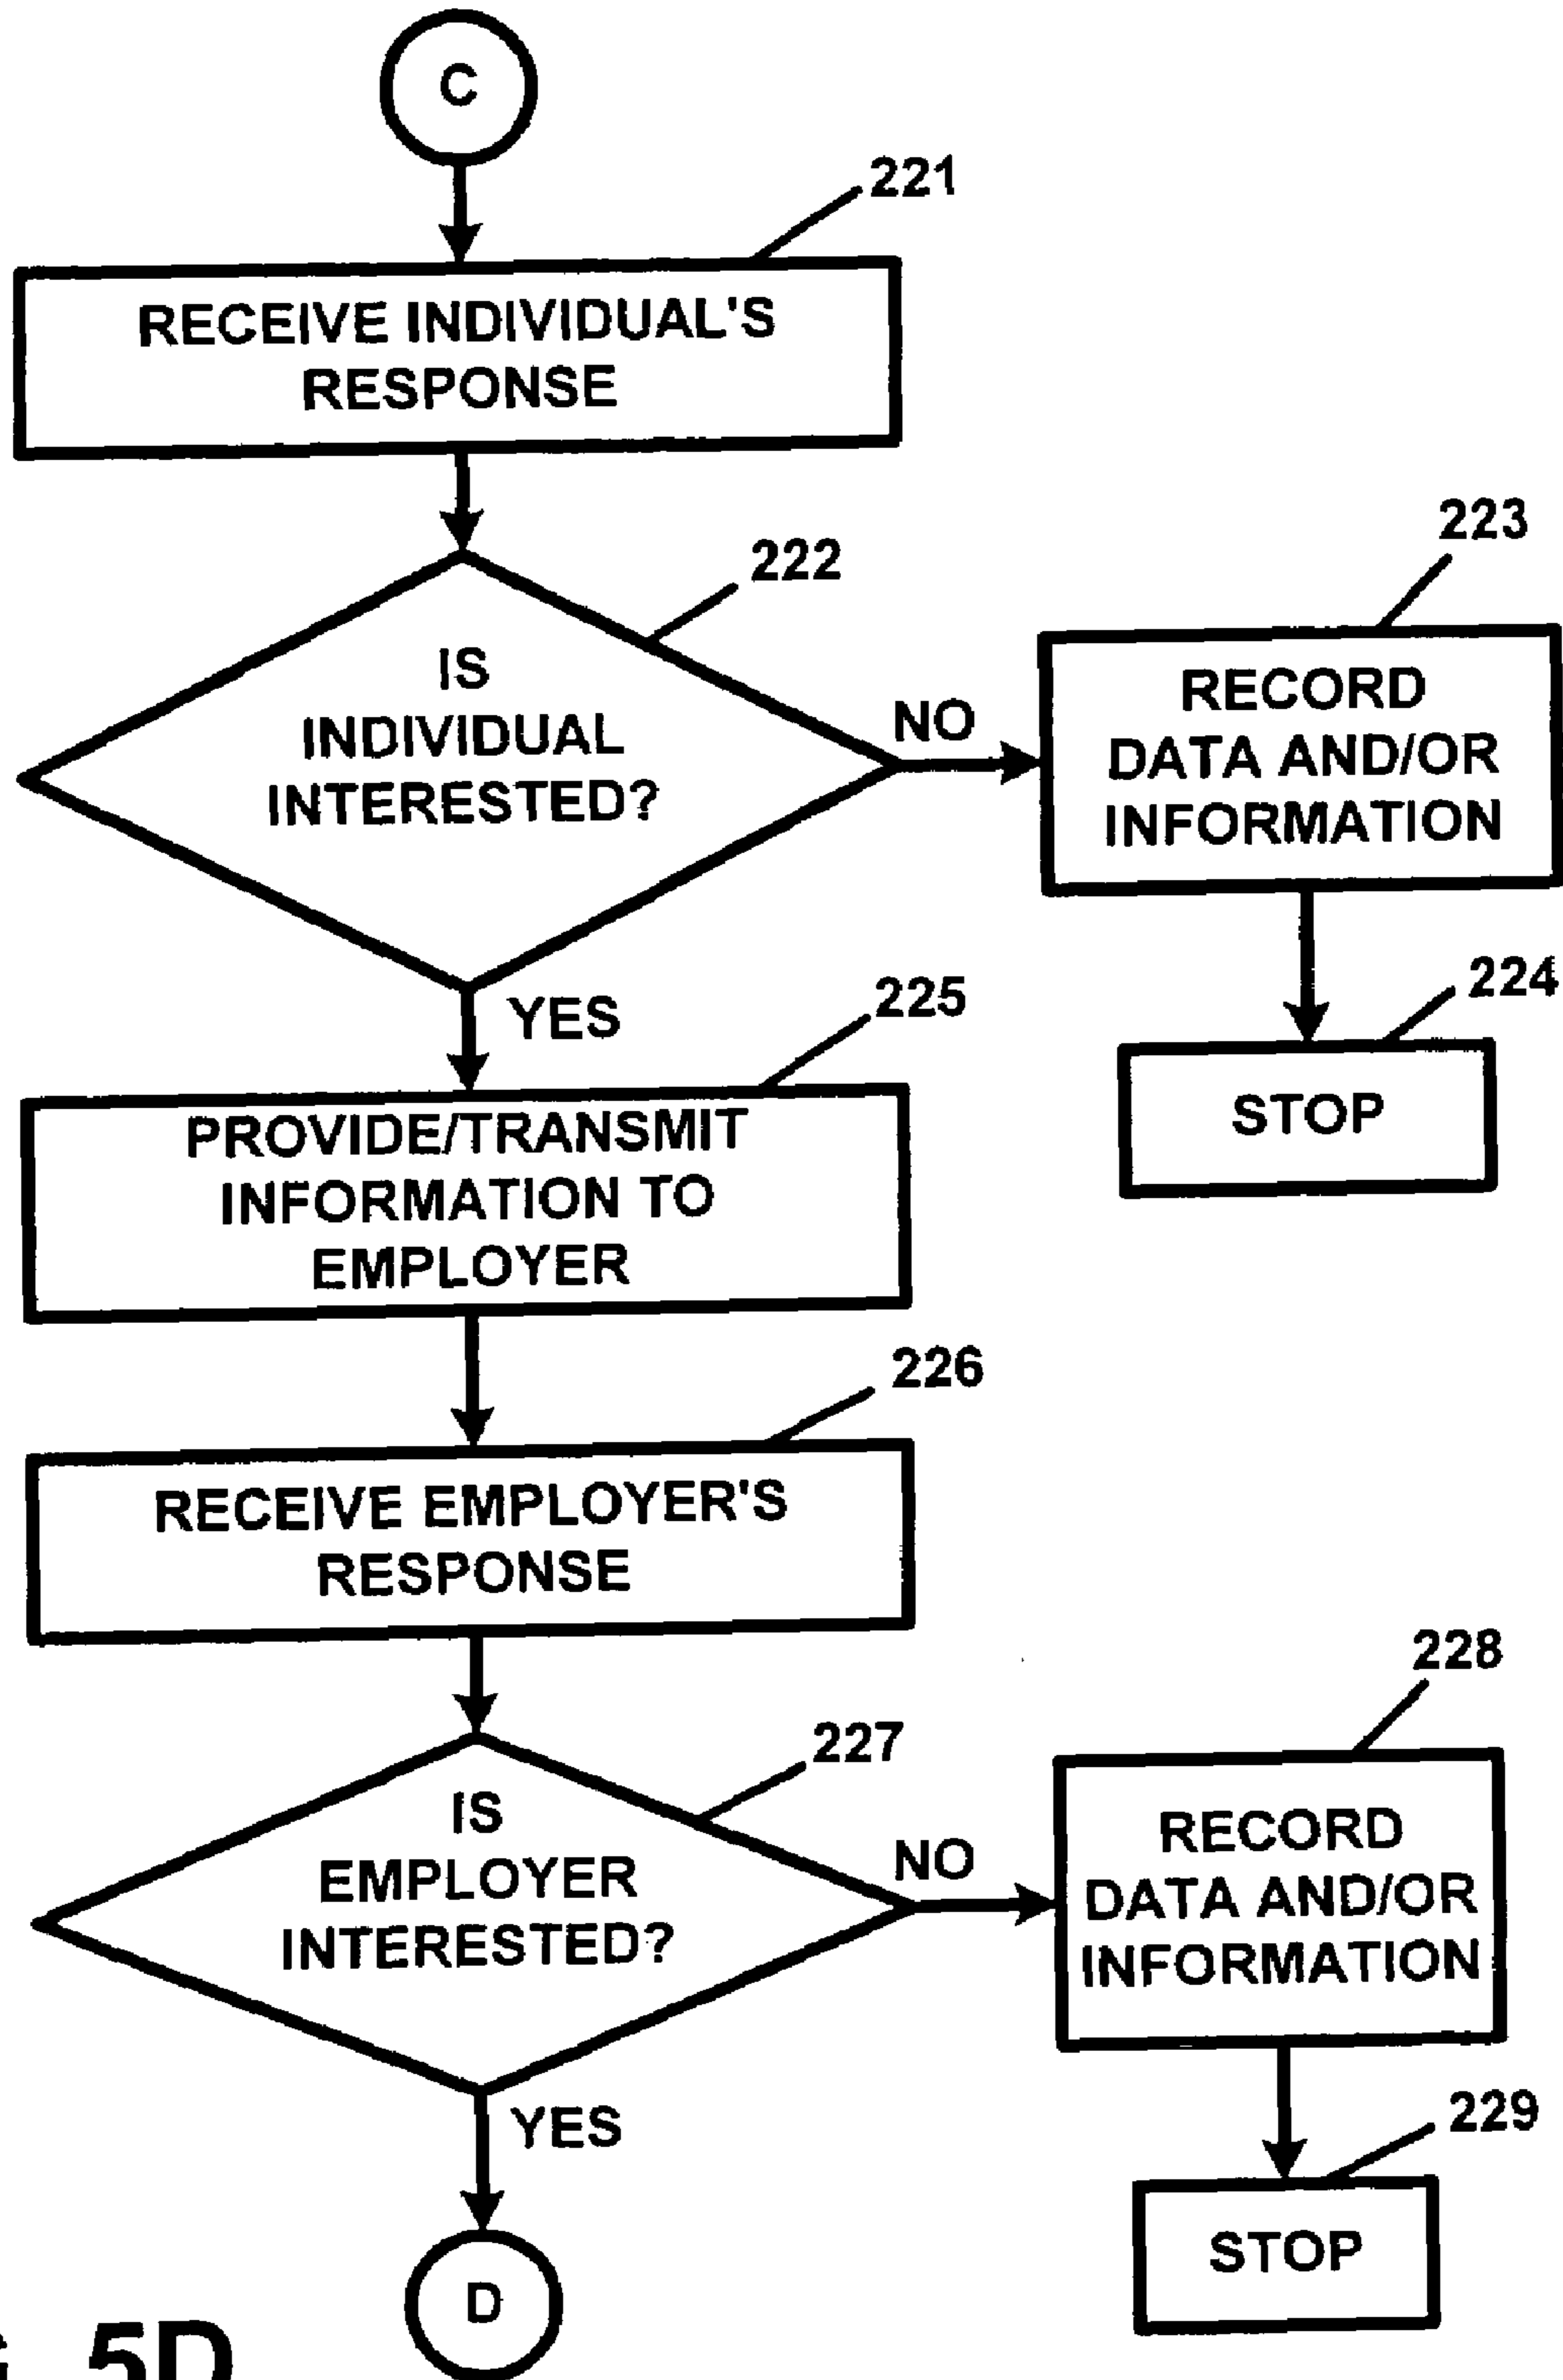 C
221
RECEIVE INDIVIDUAL'S
RESPONSE
222
IS
INDIVIDUAL
INTERESTED?
NO
223
RECORD
DATA AND/OR
INFORMATION
224
STOP
YES
225
PROVIDE/TRANSMIT
INFORMATION TO
EMPLOYER
226
RECEIVE EMPLOYER'S
RESPONSE
227
IS
EMPLOYER
INTERESTED?
NO
228
RECORD
DATA AND/OR
INFORMATION
229
STOP
YES
D
5D